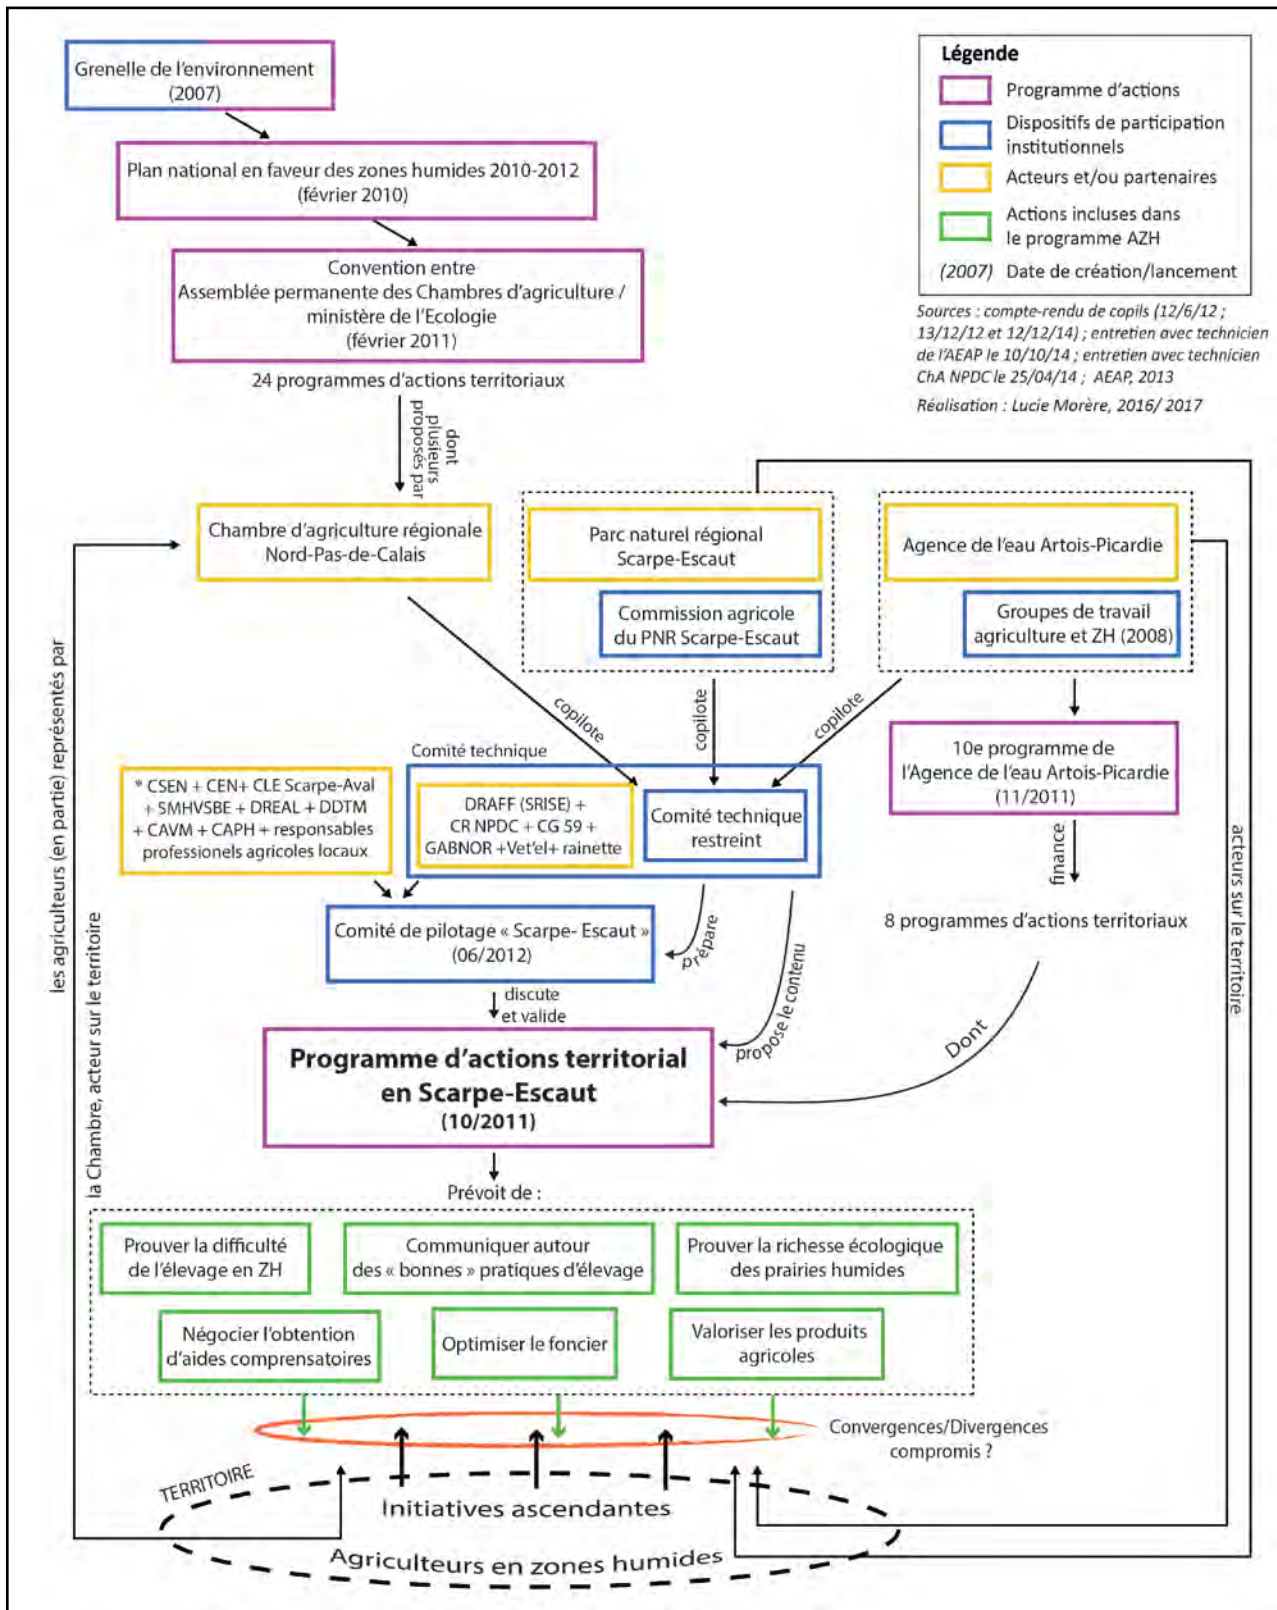 Grenelle de l'environnement
(2007)
Plan national en faveur des zones humides 2010-2012
(février 2010)
Convention entre
Assemblée permanente des Chambres d'agriculture /
ministère de l'Ecologie
(février 2011)
24 programmes d'actions territoriaux
dont
plusieurs
proposés par
Légende
Programme d'actions
Dispositifs de participation
institutionnels
Acteurs et/ou partenaires
Actions incluses dans
le programme AZH
(2007) Date de création/lancement
Sources : compte-rendu de copils (12/6/12 ;
13/12/12 et 12/12/14) ; entretien avec technicien
de l'AEAP le 10/10/14 ; entretien avec technicien
ChA NPDC le 25/04/14 ; AEAP, 2013
Réalisation : Lucie Morère, 2016/ 2017
Chambre d'agriculture régionale
Nord-Pas-de-Calais
Parc naturel régional
Scarpe-Escaut
Commission agricole
du PNR Scarpe-Escaut
Agence de l'eau Artois-Picardie
Groupes de travail
agriculture et ZH (2008)
copilote
copilote
copilote
10e programme de
l'Agence de l'eau Artois-Picardie
(11/2011)
finance
8 programmes d'actions territoriaux
Dont
Comité technique
* CSEN + CEN+ CLE Scarpe-Aval
+ SMHVSBE + DREAL + DDTM
+ CAVM + CAPH + responsables
professionels agricoles locaux
DRAFF (SRISE) +
CR NPDC + CG 59 +
GABNOR +Vet'el+ rainette
Comité technique
restreint
Comité de pilotage « Scarpe- Escaut »
(06/2012)
prépare
propose le contenu
discute
et valide
Programme d'actions territorial
en Scarpe-Escaut
(10/2011)
Prévoit de :
Prouver la difficulté
de l'élevage en ZH
Communiquer autour
des « bonnes » pratiques d'élevage
Prouver la richesse écologique
des prairies humides
Négocier l'obtention
d'aides comprensatoires
Optimiser le foncier
Valoriser les produits
agricoles
Convergences/Divergences
compromis ?
TERRITOIRE
Initiatives ascendantes
Agriculteurs en zones humides
les agriculteurs (en partie) représentés par
la Chambre, acteur sur le territoire
acteurs sur le territoire